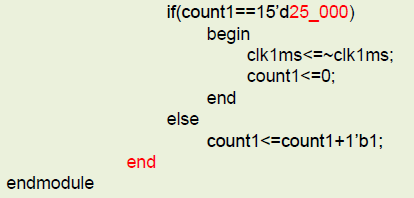 if(count1==15’d25_000)
begin
clk1ms<=~clk1ms;
count1<=0;
end
else
count1<=count1+1’b1;
end
endmodule